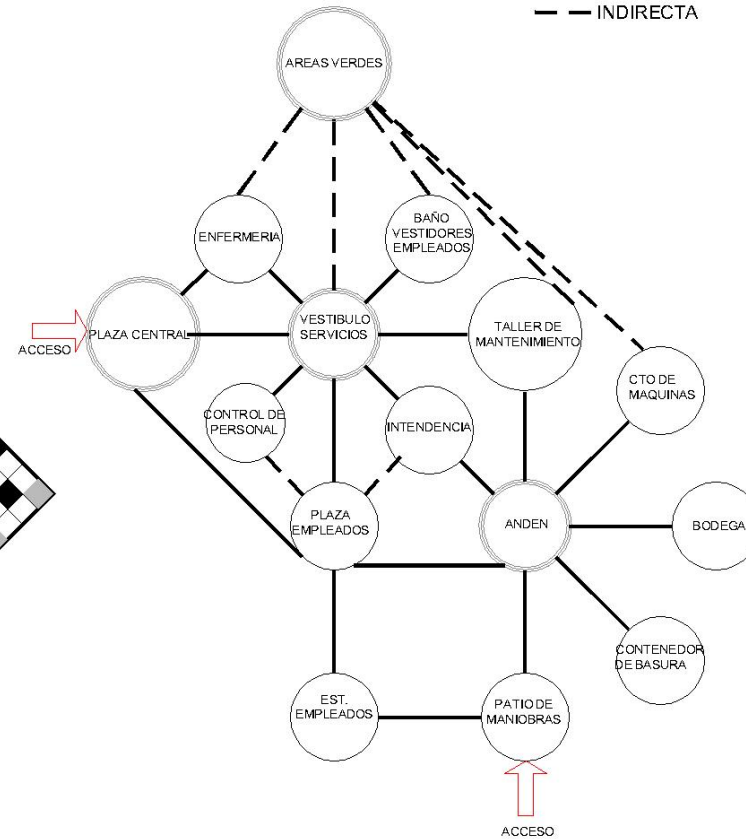 INDIRECTA
AREAS VERDES
ENFERMERIA
BAÑO
VESTIDORES
EMPLEADOS
PLAZA CENTRAL
ACCESO
VESTIBULO
SERVICIOS
TALLER DE
MANTENIMIENTO
CTO DE
MAQUINAS
CONTROL DE
PERSONAL
INTENDENCIA
PLAZA
EMPLEADOS
ANDEN
BODEGA
CONTENEDOR
DE BASURA
EST.
EMPLEADOS
PATIO DE
MANIOBRAS
ACCESO